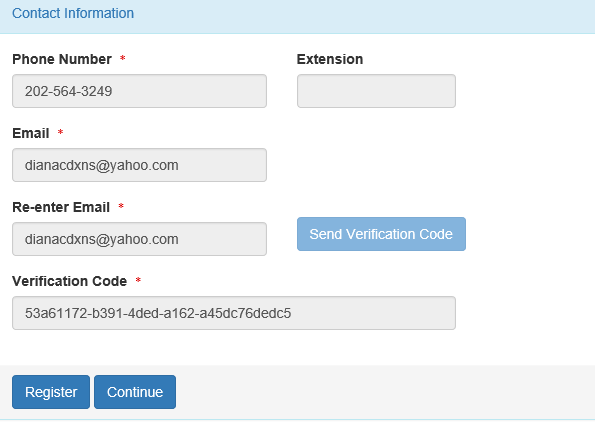 Contact Information
Phone Number * Extension
202-564-3249
Email *
dianacdxns@yahoo.com
Re-enter Email *
dianacdxns@yahoo.com Send Verification Code
Verification Code *
53a61172-b391-4ded-a162-a45dc76dedc5
Register Continue